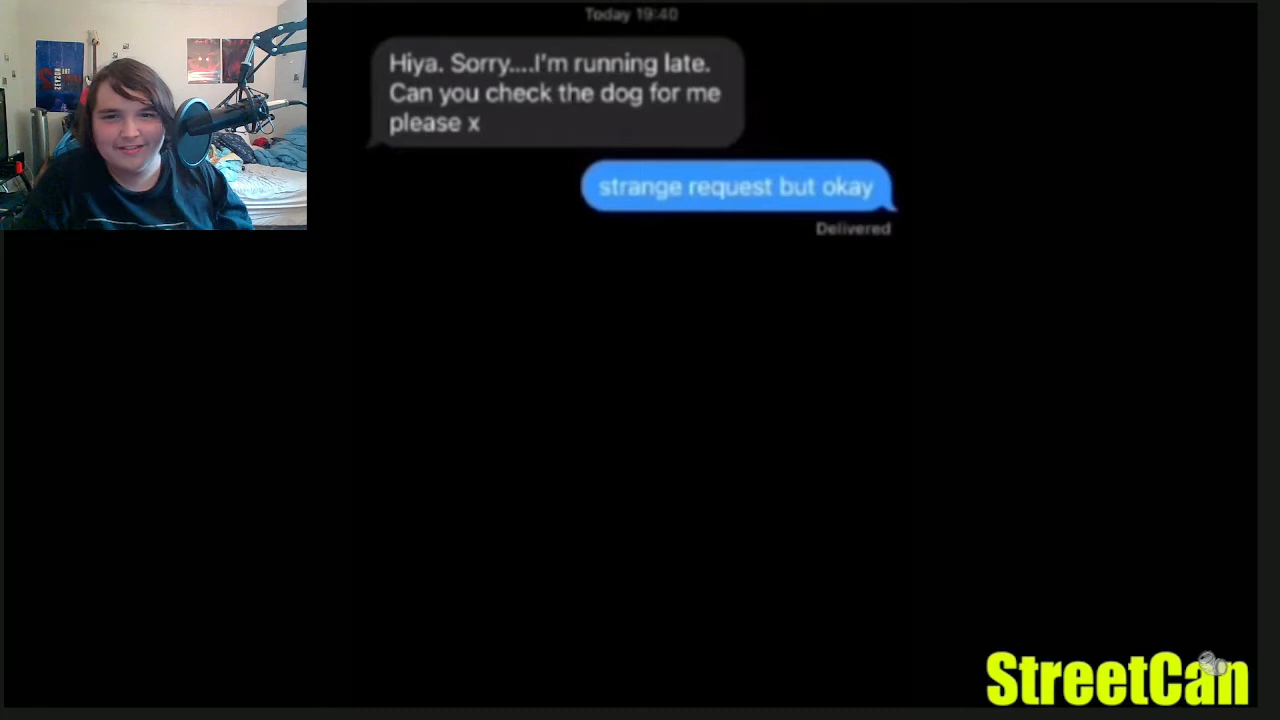 Today 19:40
Hiya. Sorry....I'm running late.
Can you check the dog for me
please x
strange request but okay
Delivered
StreetCan